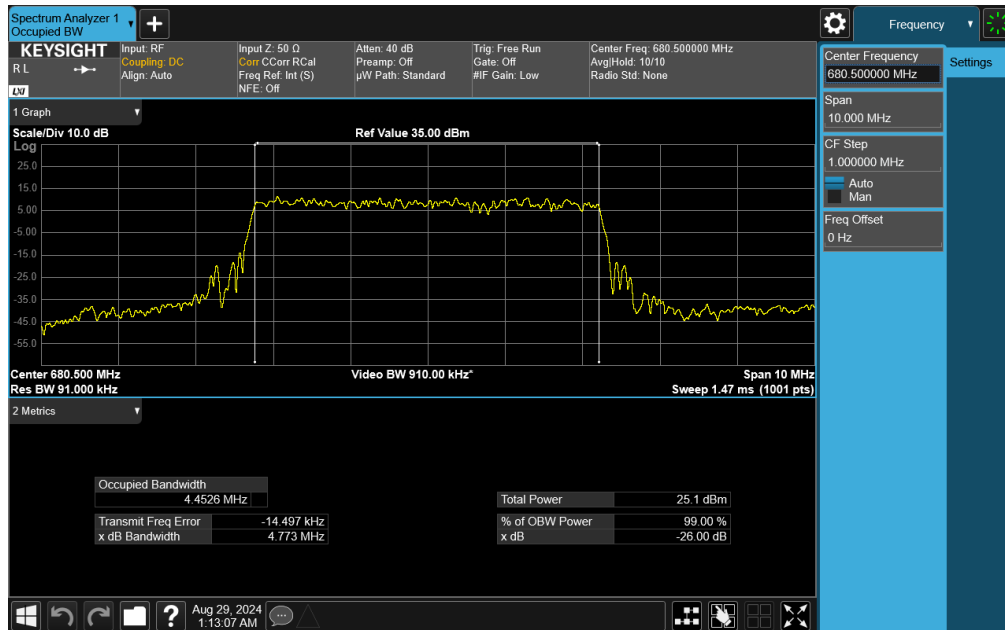 Spectrum Analyzer 1
Occupied BW
Frequency
KEYSIGHT
R L
LXI
Input: RF
Coupling: DC
Align: Auto
Input Z: 50 Ω
Corr CCorr RCal
Freq Ref: Int (S)
NFE: Off
Atten: 40 dB
Preamp: Off
µW Path: Standard
Trig: Free Run
Gate: Off
#IF Gain: Low
Center Freq: 680.500000 MHz
Avg|Hold: 10/10
Radio Std: None
Center Frequency
680.500000 MHz
Settings
Span
10.000 MHz
CF Step
1.000000 MHz
Auto
Man
Freq Offset
0 Hz
1 Graph
Scale/Div 10.0 dB
Ref Value 35.00 dBm
Log
25.0
15.0
5.00
-5.00
-15.0
-25.0
-35.0
-45.0
-55.0
Center 680.500 MHz
Video BW 910.00 kHz*
Span 10 MHz
Res BW 91.000 kHz
Sweep 1.47 ms (1001 pts)
2 Metrics
Occupied Bandwidth
4.4526 MHz
Total Power 25.1 dBm
Transmit Freq Error -14.497 kHz
% of OBW Power 99.00 %
x dB Bandwidth 4.773 MHz
x dB -26.00 dB
Aug 29, 2024
1:13:07 AM